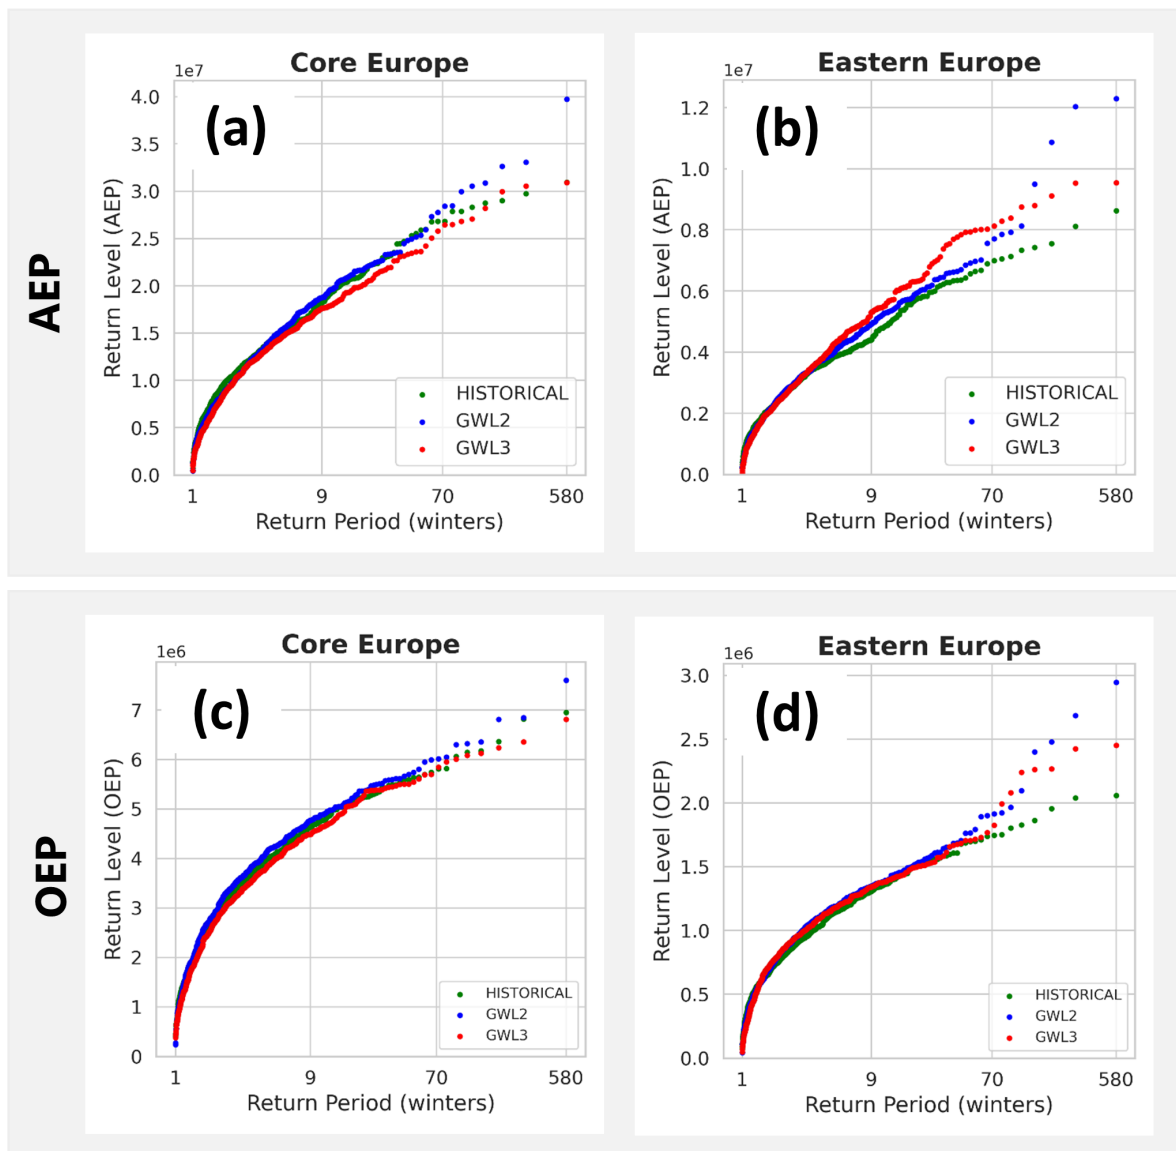 AEP
Core Europe
1e7
(a)
Return Level (AEP)
4.0
3.5
3.0
2.5
2.0
1.5
1.0
0.5
0.0
HISTORICAL
GWL2
GWL3
1 9 70 580
Return Period (winters)
Eastern Europe
1e7
(b)
Return Level (AEP)
1.2
1.0
0.8
0.6
0.4
0.2
0.0
HISTORICAL
GWL2
GWL3
1 9 70 580
Return Period (winters)
OEP
Core Europe
1e6
(c)
Return Level (OEP)
7
6
5
4
3
2
1
0
HISTORICAL
GWL2
GWL3
1 9 70 580
Return Period (winters)
Eastern Europe
1e6
(d)
Return Level (OEP)
3.0
2.5
2.0
1.5
1.0
0.5
0.0
HISTORICAL
GWL2
GWL3
1 9 70 580
Return Period (winters)